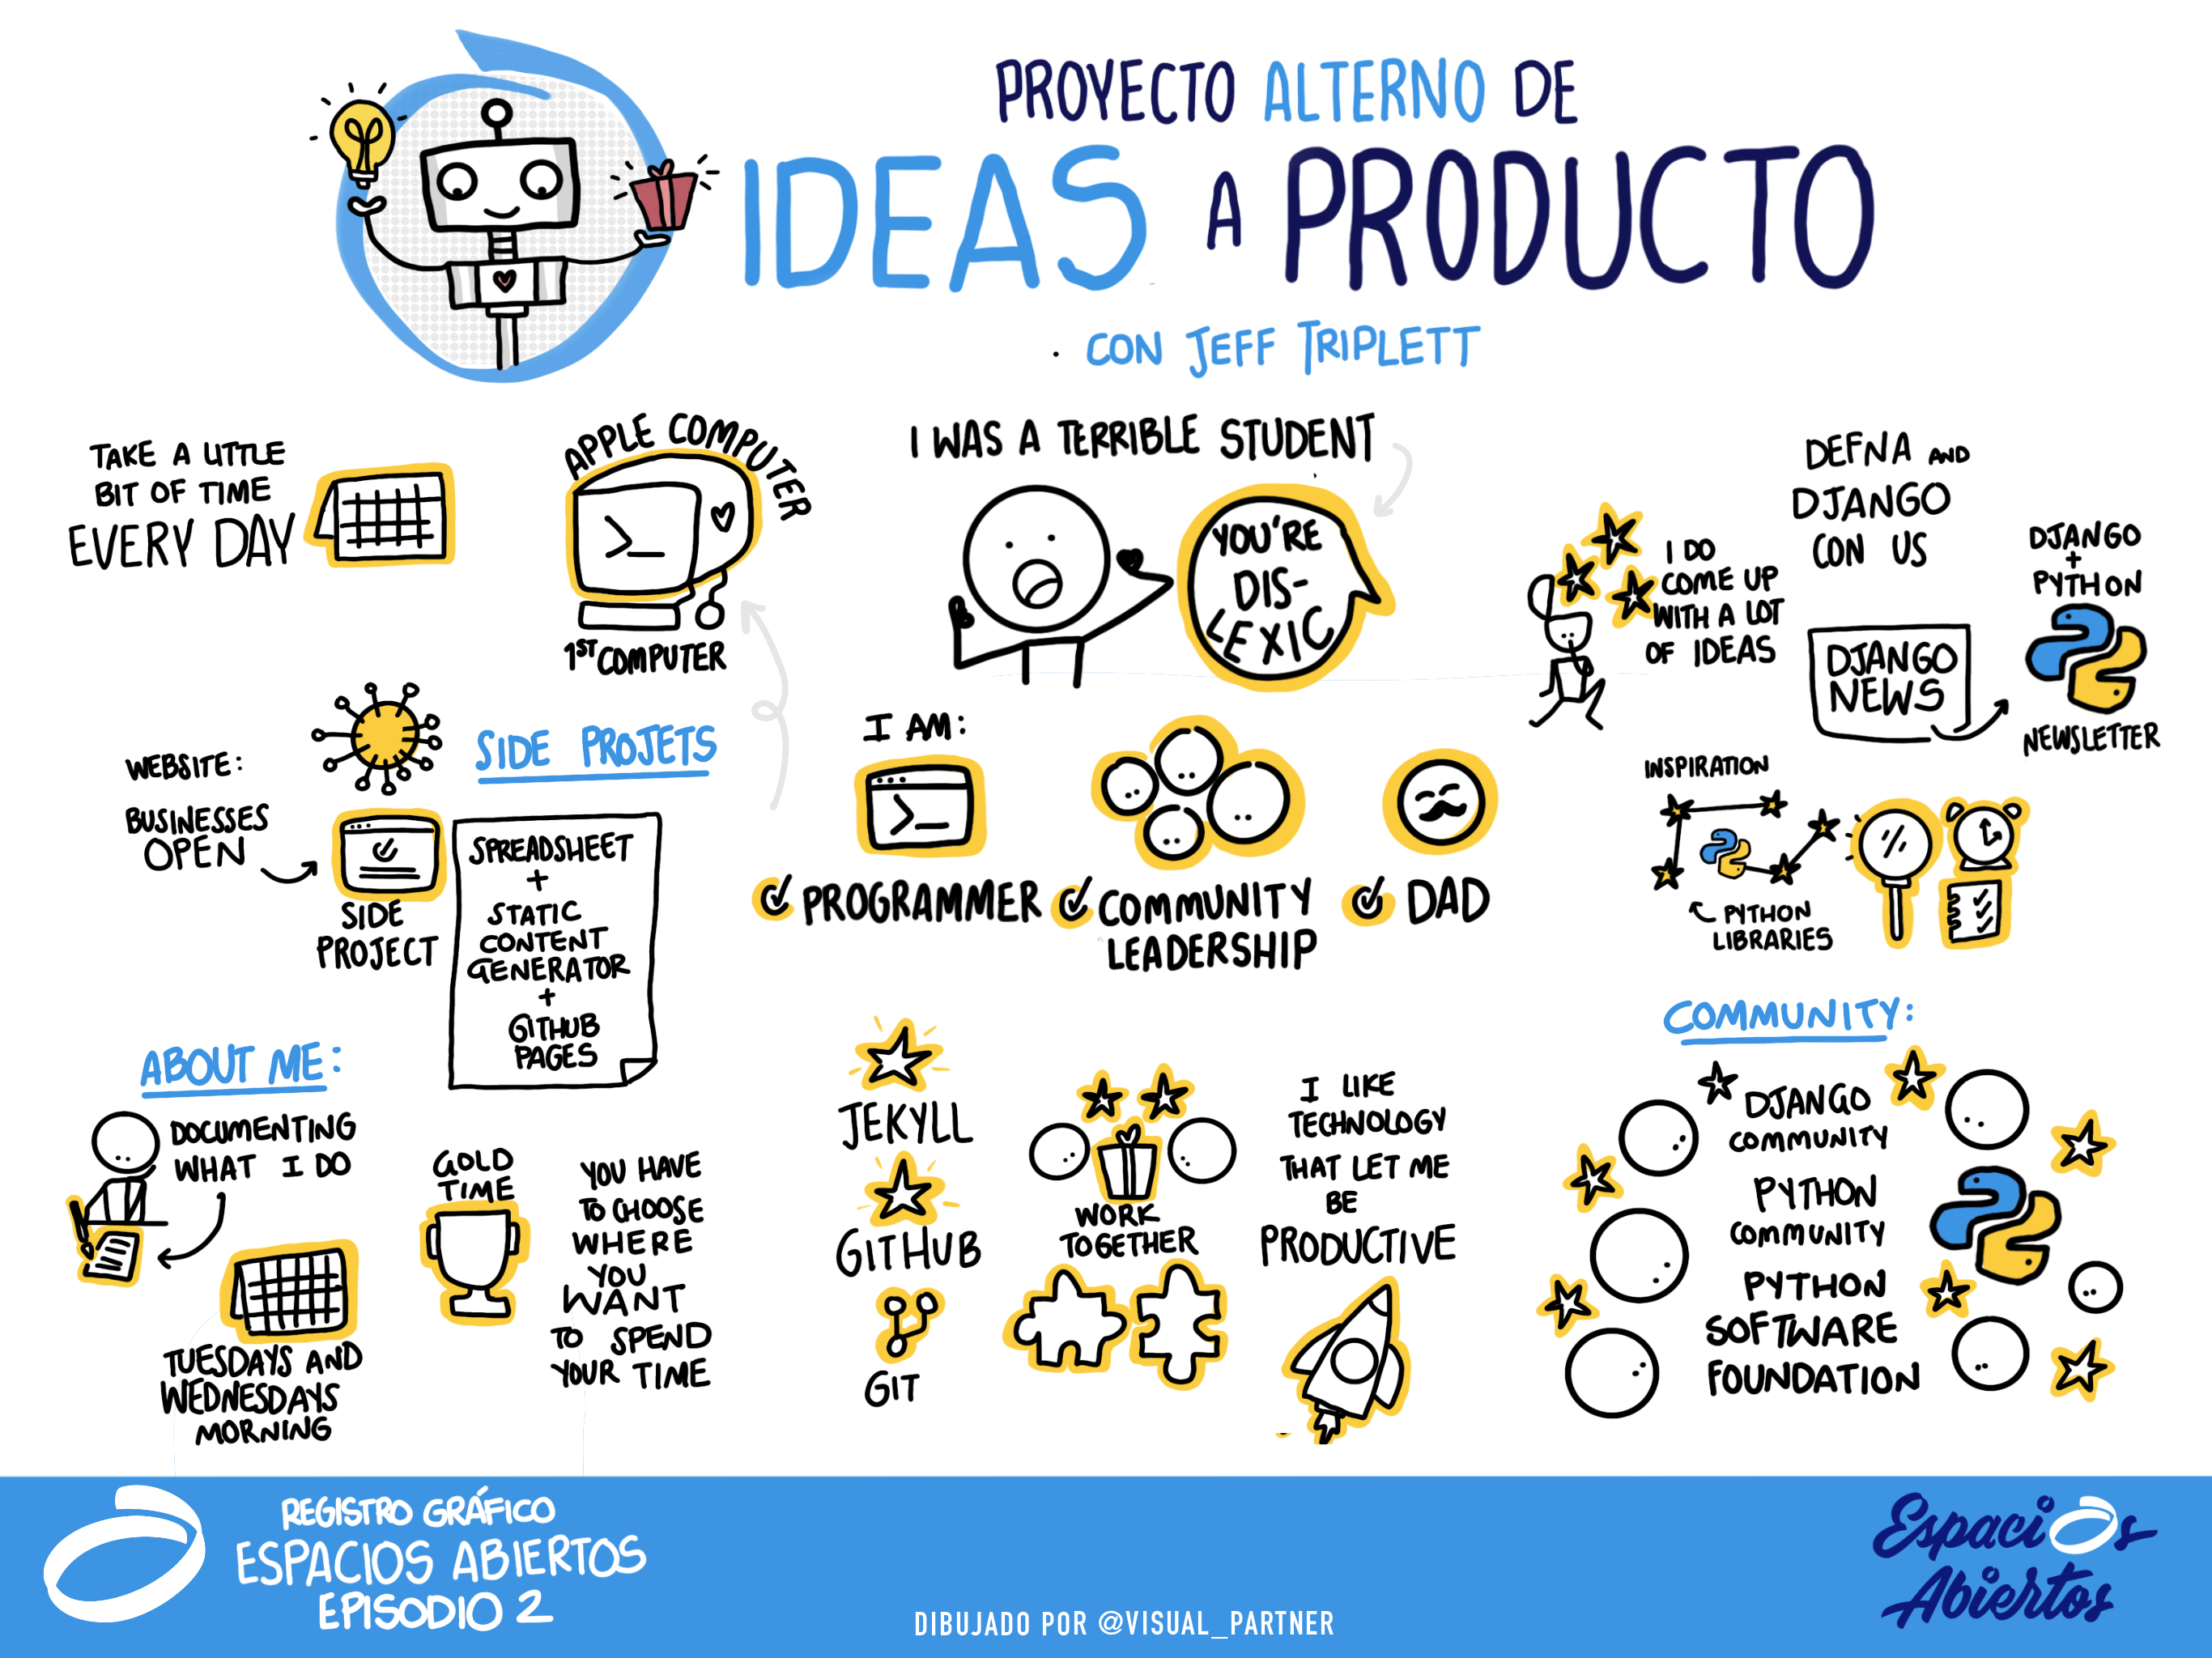 PROYECTO ALTERNO DE
IDEAS A PRODUCTO
CON JEFF TRIPLETT
TAKE A LITTLE
BIT OF TIME
EVERY DAY
APPLE COMPUTER
1ST COMPUTER
I WAS A TERRIBLE STUDENT
YOU'RE
DIS-
LEXIC
I DO
COME UP
WITH A LOT
OF IDEAS
DEFNA AND
DJANGO
CON US
DJANGO
NEWS
DJANGO
+
PYTHON
NEWSLETTER
WEBSITE:
BUSINESSES
OPEN
SIDE
PROJECT
SIDE PROJETS
SPREADSHEET
+
STATIC
CONTENT
GENERATOR
+
GITHUB
PAGES
I AM:
PROGRAMMER
COMMUNITY
LEADERSHIP
DAD
INSPIRATION
PYTHON
LIBRARIES
ABOUT ME:
DOCUMENTING
WHAT I DO
TUESDAYS AND
WEDNESDAYS
MORNING
GOLD
TIME
YOU HAVE
TO CHOOSE
WHERE
YOU
WANT
TO SPEND
YOUR TIME
JEKYLL
GITHUB
GIT
WORK
TOGETHER
I LIKE
TECHNOLOGY
THAT LET ME
BE
PRODUCTIVE
COMMUNITY:
DJANGO
COMMUNITY
PYTHON
COMMUNITY
PYTHON
SOFTWARE
FOUNDATION
REGISTRO GRÁFICO
ESPACIOS ABIERTOS
EPISODIO 2
DIBUJADO POR @VISUAL_PARTNER
Espacios
Abiertos